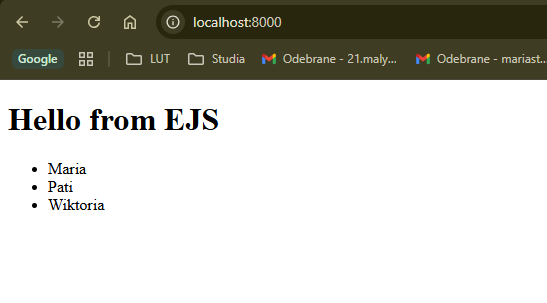 localhost:8000
Google LUT Studia Odebrane - 21.maly... Odebrane - mariast...
Hello from EJS
Maria
Pati
Wiktoria